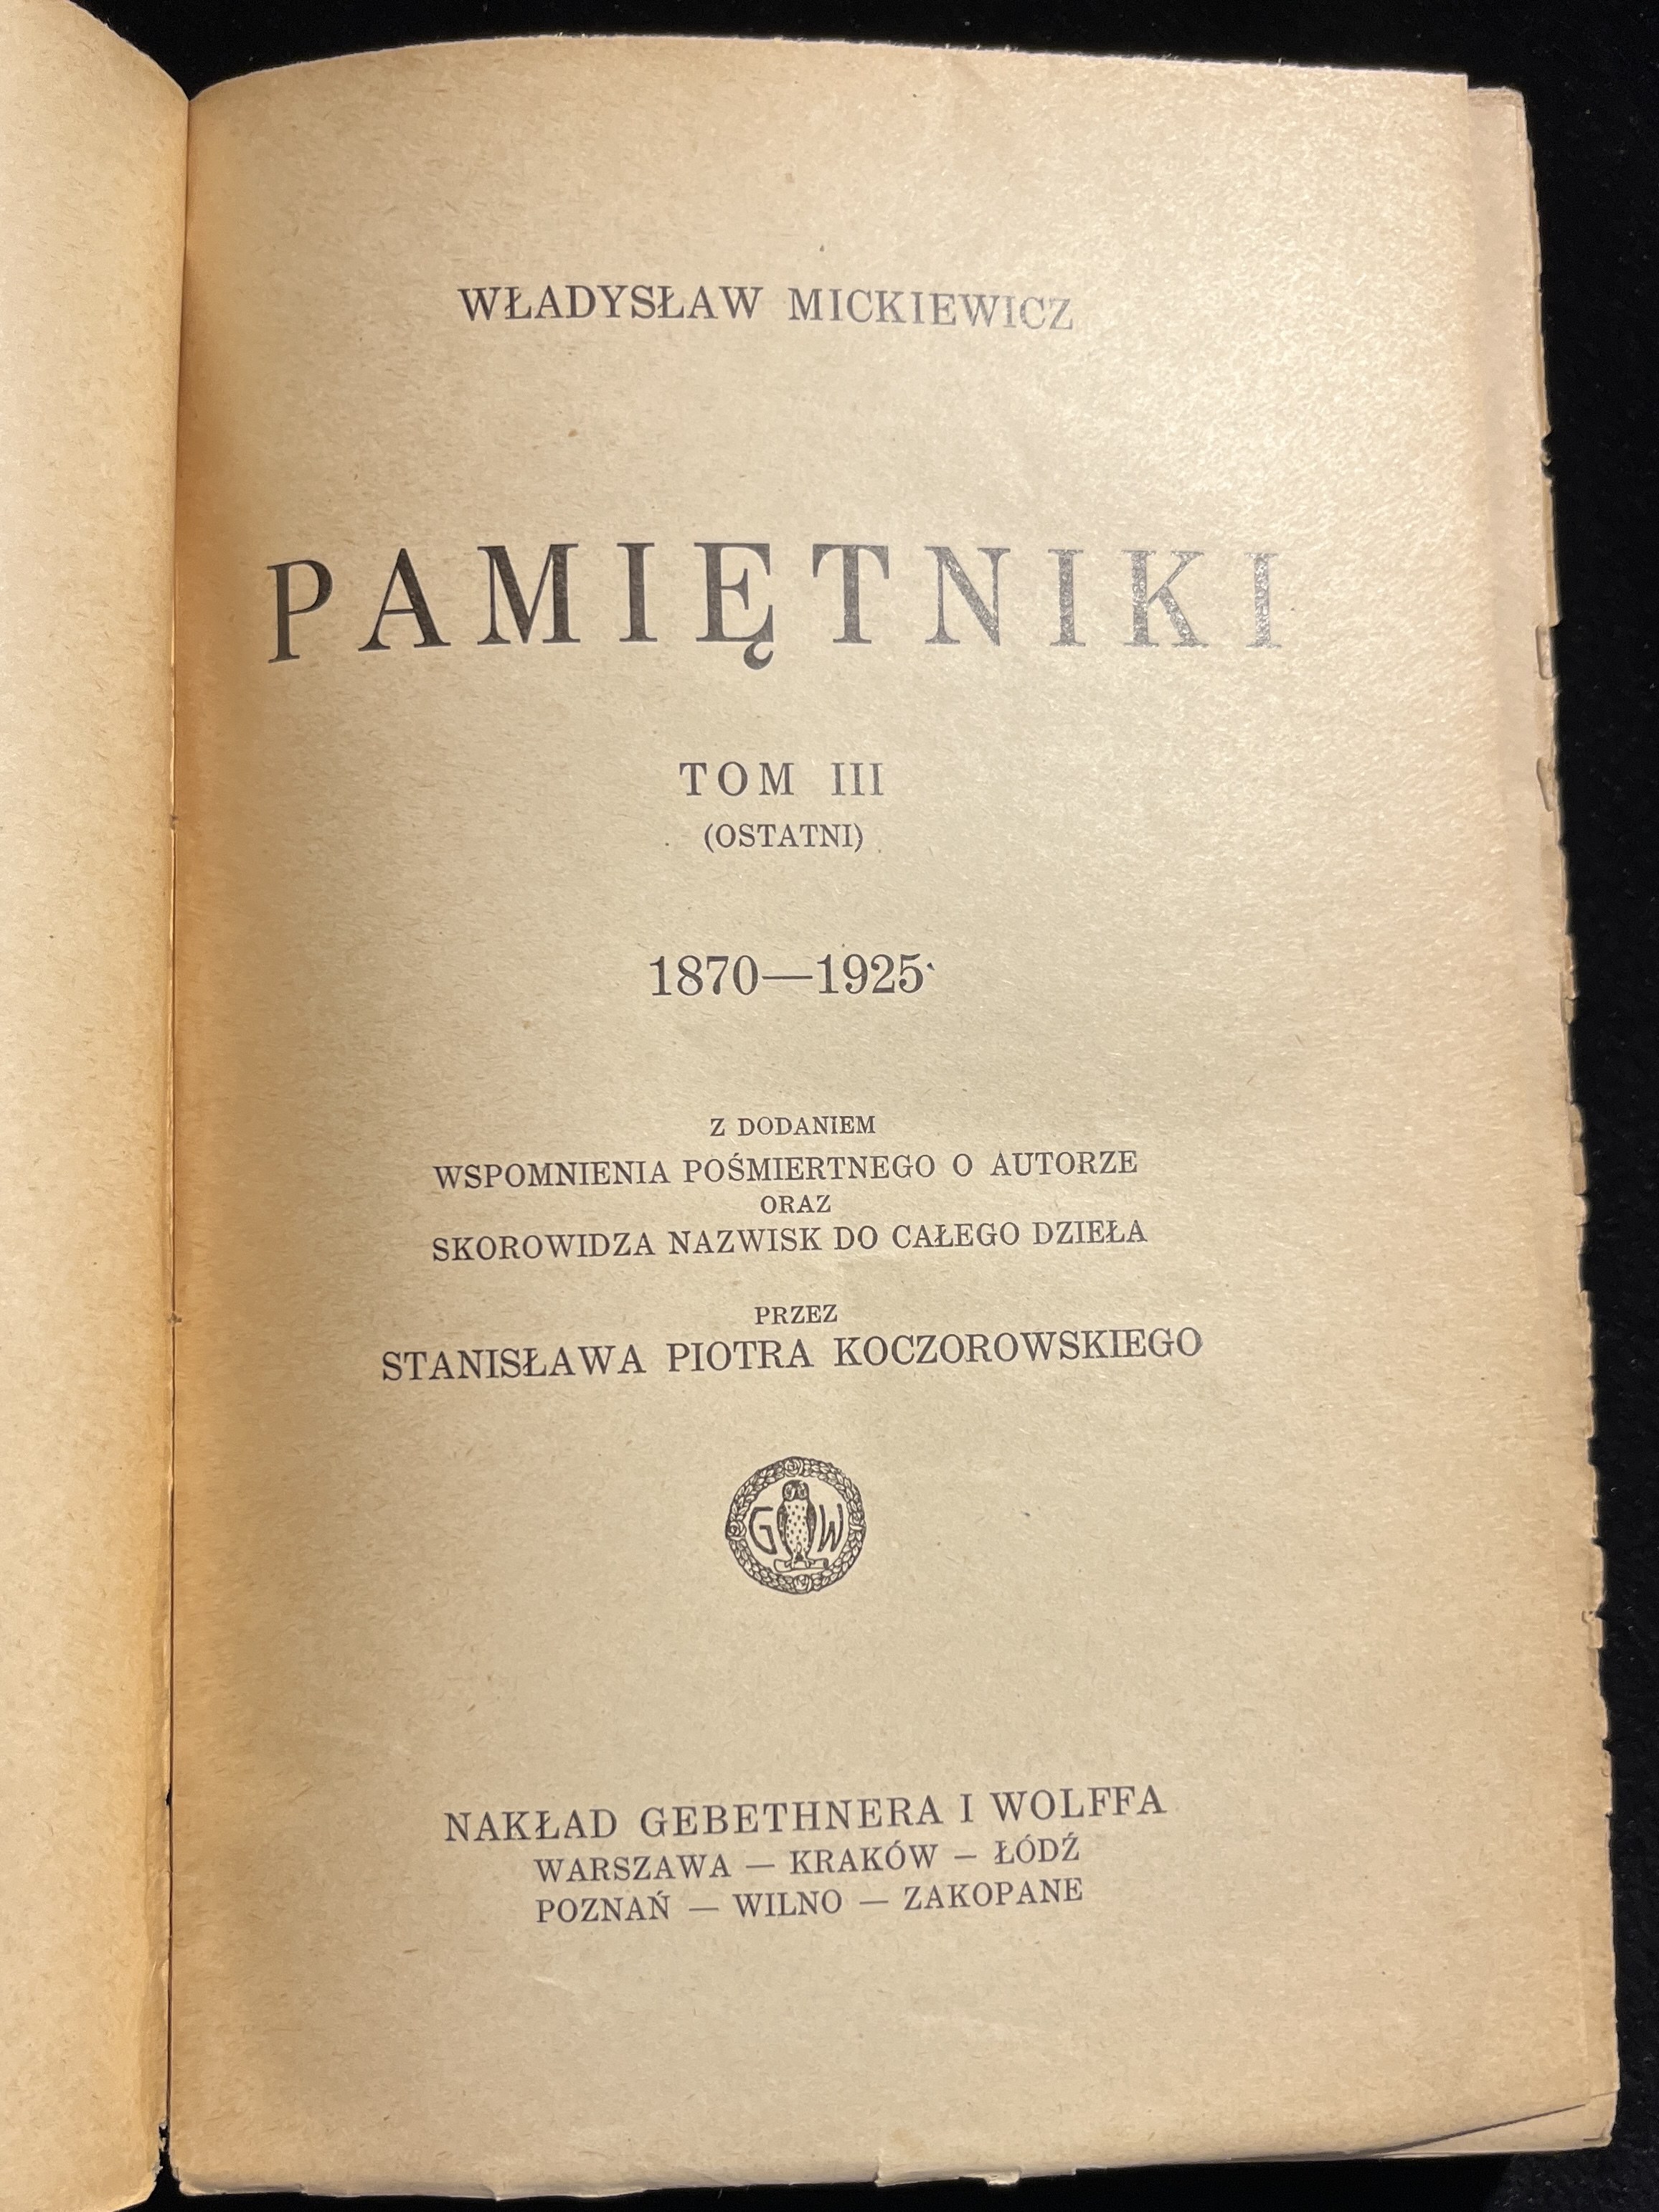 WŁADYSŁAW MICKIEWICZ
PAMIĘTNIKI
TOM III
(OSTATNI)
1870—1925
Z DODANIEM
WSPOMNIENIA POŚMIERTNEGO O AUTORZE
ORAZ
SKOROWIDZA NAZWISK DO CAŁEGO DZIEŁA
PRZEZ
STANISŁAWA PIOTRA KOCZOROWSKIEGO
G W
NAKŁAD GEBETHNERA I WOLFFA
WARSZAWA — KRAKÓW — ŁÓDŹ
POZNAŃ — WILNO — ZAKOPANE